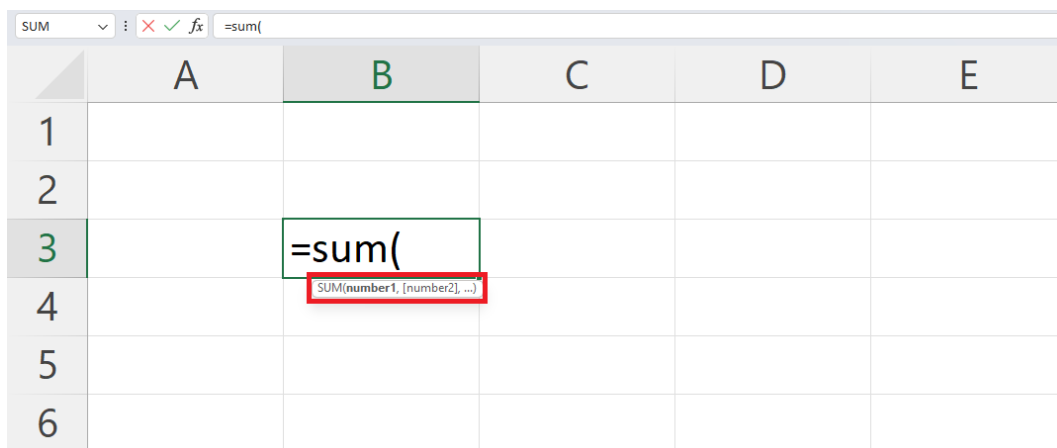 SUM fx =sum(
A B C D E
1
2
3 =sum(
SUM(number1, [number2], ...)
4
5
6